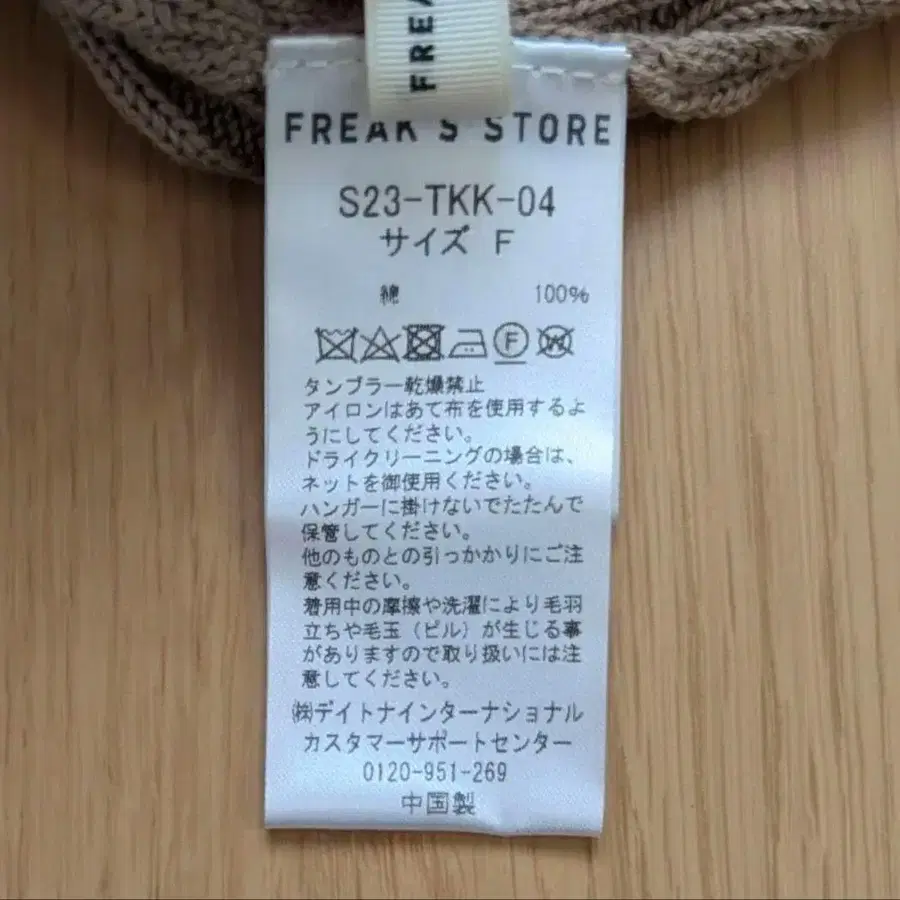 FREA
FREAK'S STORE
S23-TKK-04
サイズ F
綿 100%
F W
タンブラー乾燥禁止
アイロンはあて布を使用するよ
うにしてください。
ドライクリーニングの場合は、
ネットを御使用ください。
ハンガーに掛けないでたたんで
保管してください。
他のものとの引っかかりにご注
意ください。
着用中の摩擦や洗濯により毛羽
立ちや毛玉（ピル）が生じる事
がありますので取り扱いには注
意してください。
㈱デイトナインターナショナル
カスタマーサポートセンター
0120-951-269
中国製